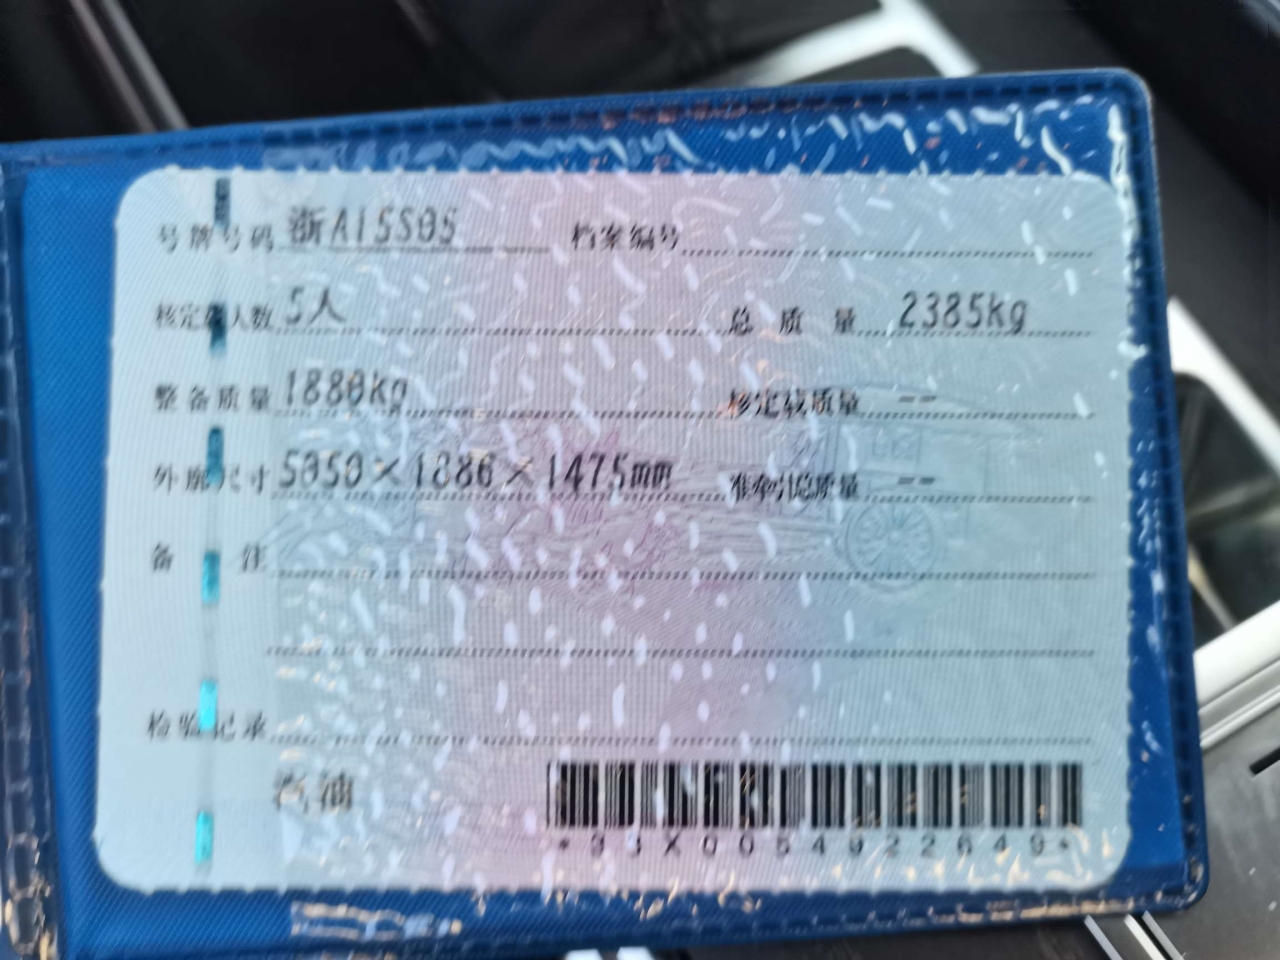 号牌号码 浙A15S05 档案编号
核定载人数 5人 总质量 2385kg
整备质量 1880kg 核定载质量 --
外廓尺寸 5050×1886×1475mm 准牵引总质量 --
备注
检验记录
汽油